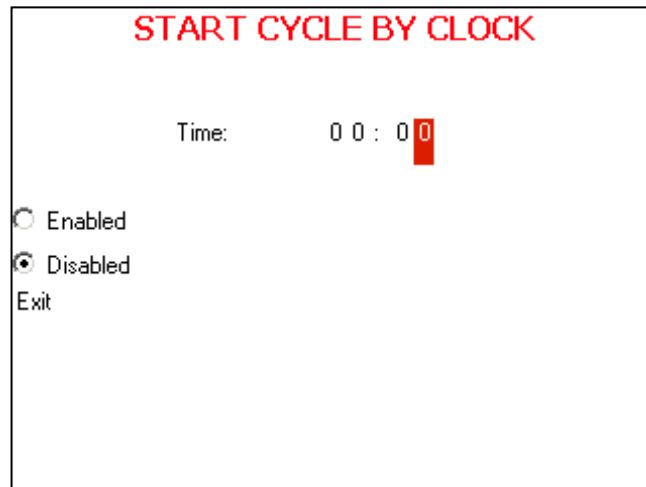 START CYCLE BY CLOCK
Time: 0 0 : 0 0
Enabled
Disabled
Exit